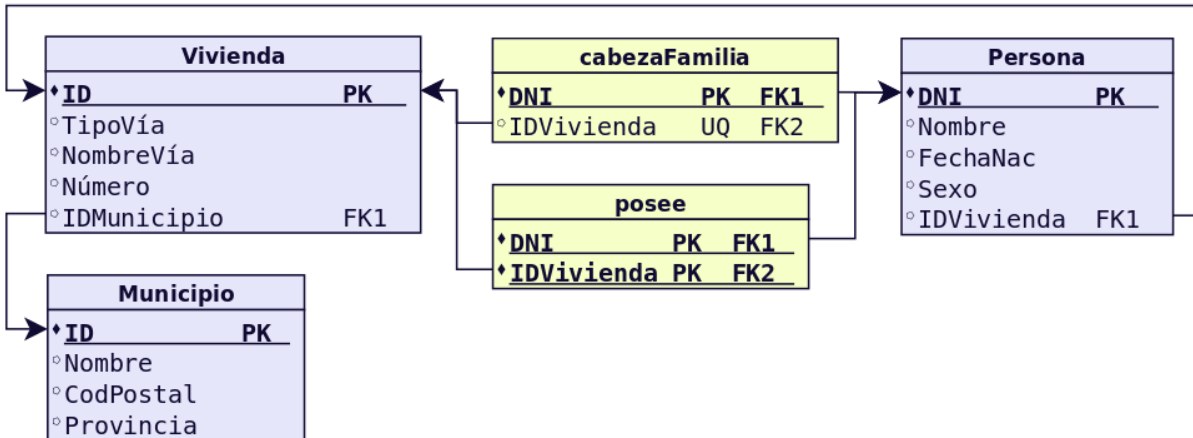 Vivienda
ID PK
TipoVía
NombreVía
Número
IDMunicipio FK1
cabezaFamilia
DNI PK FK1
IDVivienda UQ FK2
Persona
DNI PK
Nombre
FechaNac
Sexo
IDVivienda FK1
posee
DNI PK FK1
IDVivienda PK FK2
Municipio
ID PK
Nombre
CodPostal
Provincia